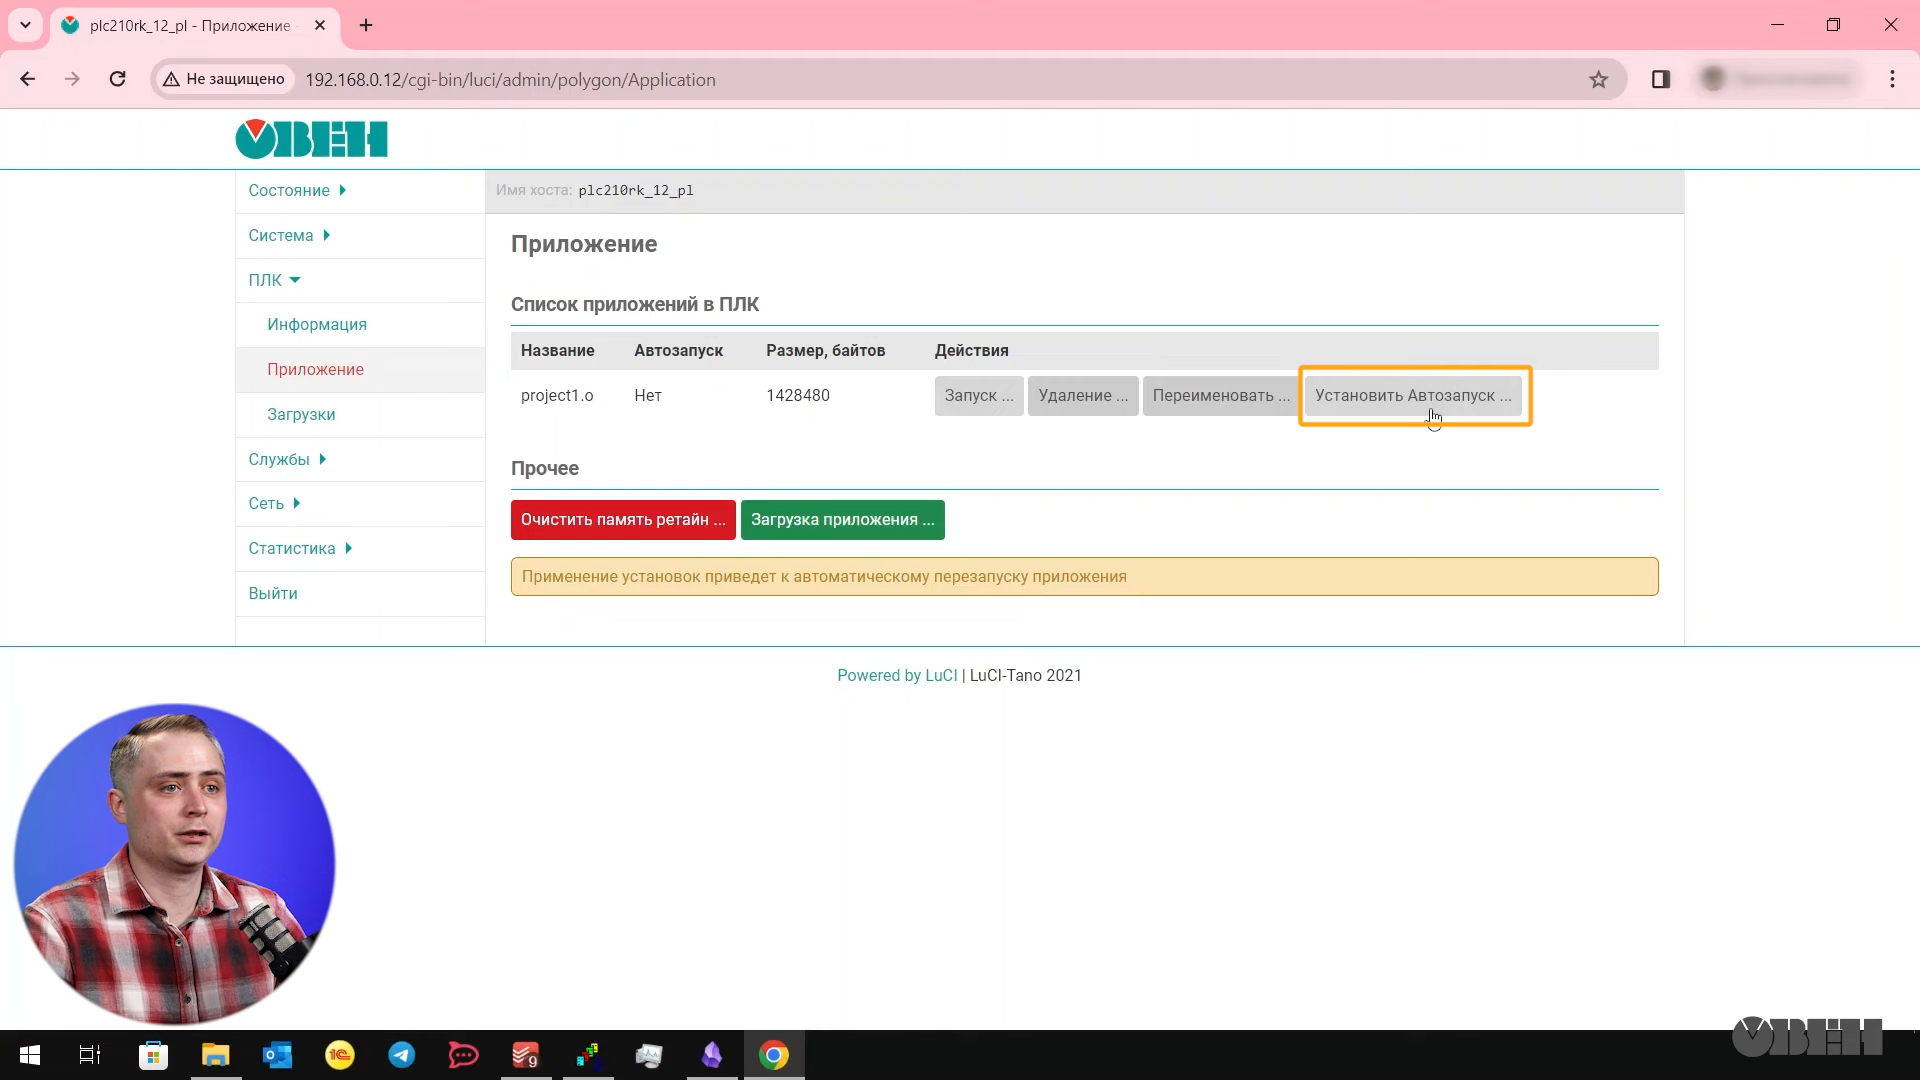 plc210rk_12_pl - Приложение
Не защищено
192.168.0.12/cgi-bin/luci/admin/polygon/Application
ОВЕН
Состояние
Имя хоста: plc210rk_12_pl
Система
ПЛК
Информация
Приложение
Загрузки
Службы
Сеть
Статистика
Выйти
Приложение
Список приложений в ПЛК
Название Автозапуск Размер, байтов Действия
project1.o Нет 1428480 Запуск ... Удаление ... Переименовать ... Установить Автозапуск ...
Прочее
Очистить память ретайн ... Загрузка приложения ...
Применение установок приведет к автоматическому перезапуску приложения
Powered by LuCI | LuCI-Tano 2021
ОВЕН
1С
9